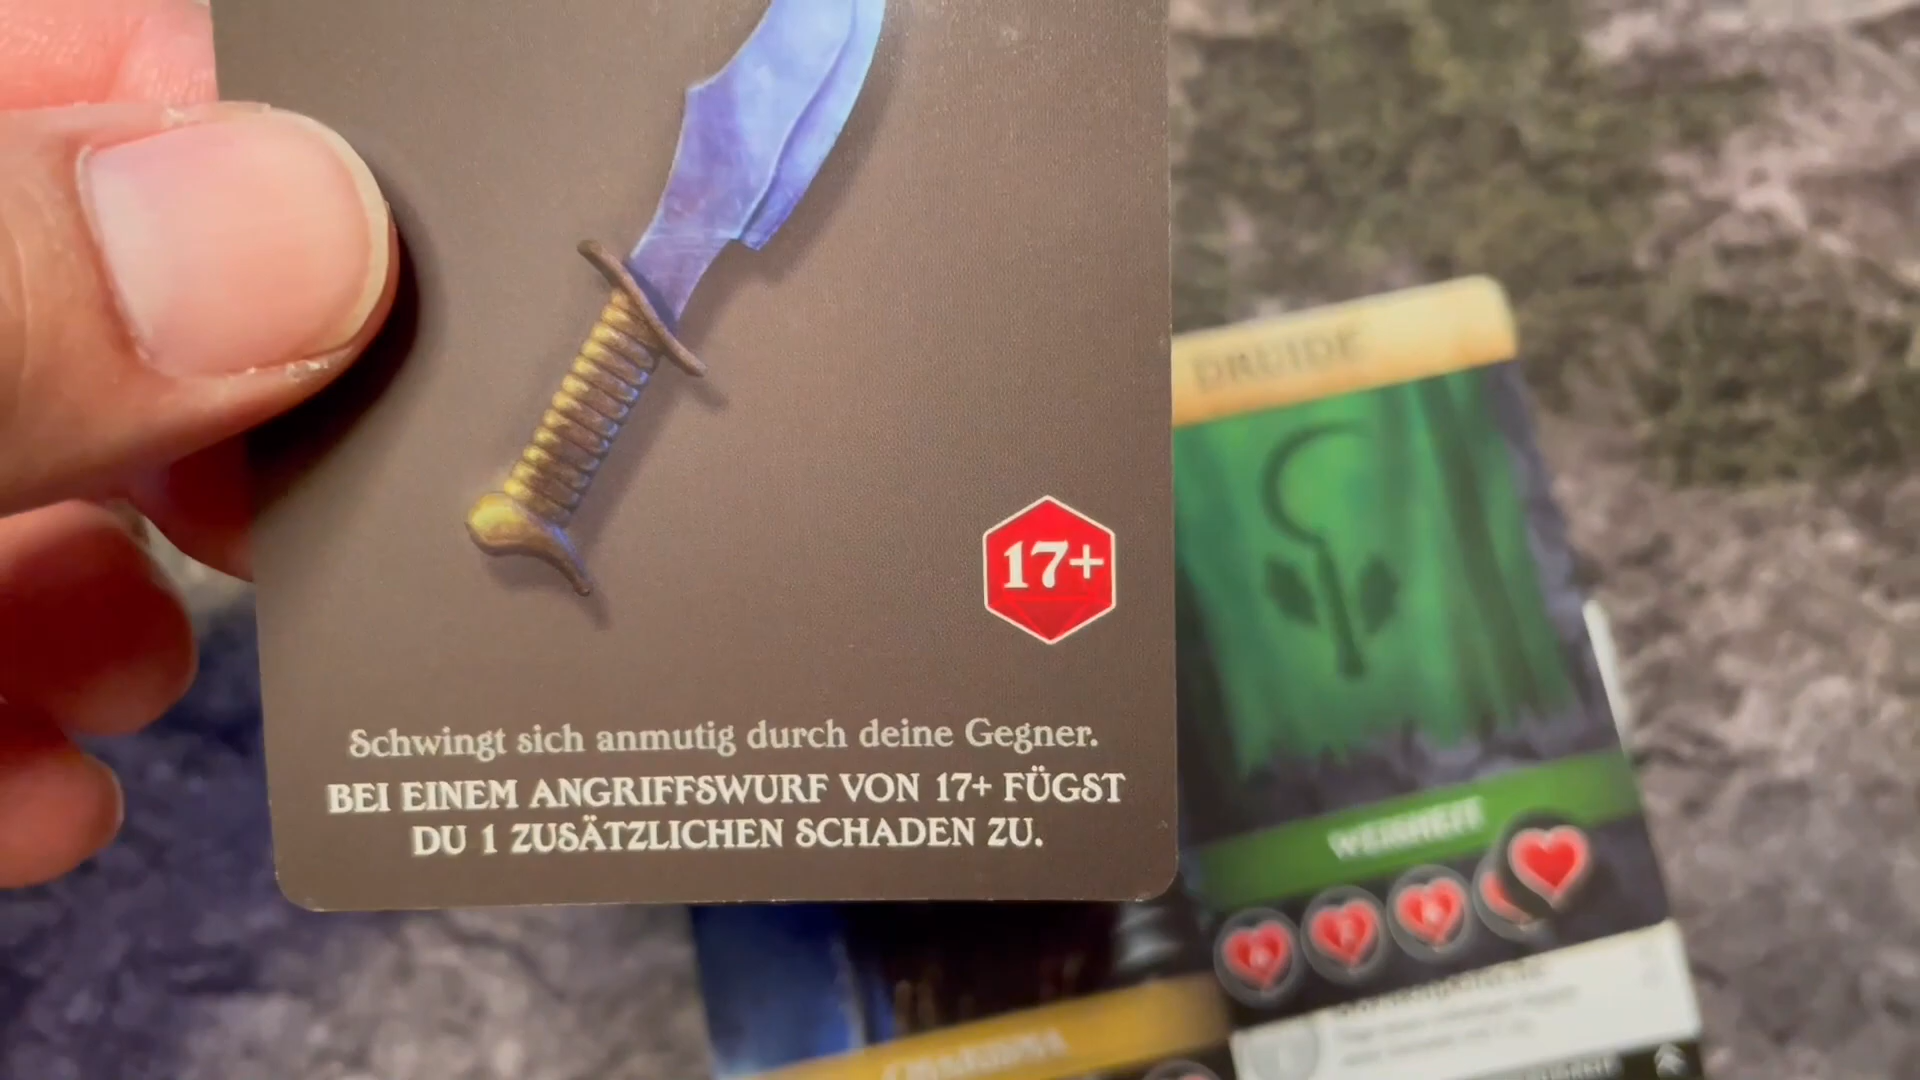 17+
Schwingt sich anmutig durch deine Gegner.
BEI EINEM ANGRIFFSWURF VON 17+ FÜGST
DU 1 ZUSÄTZLICHEN SCHADEN ZU.
DRUIDE
WEISHEIT
CHARISMA